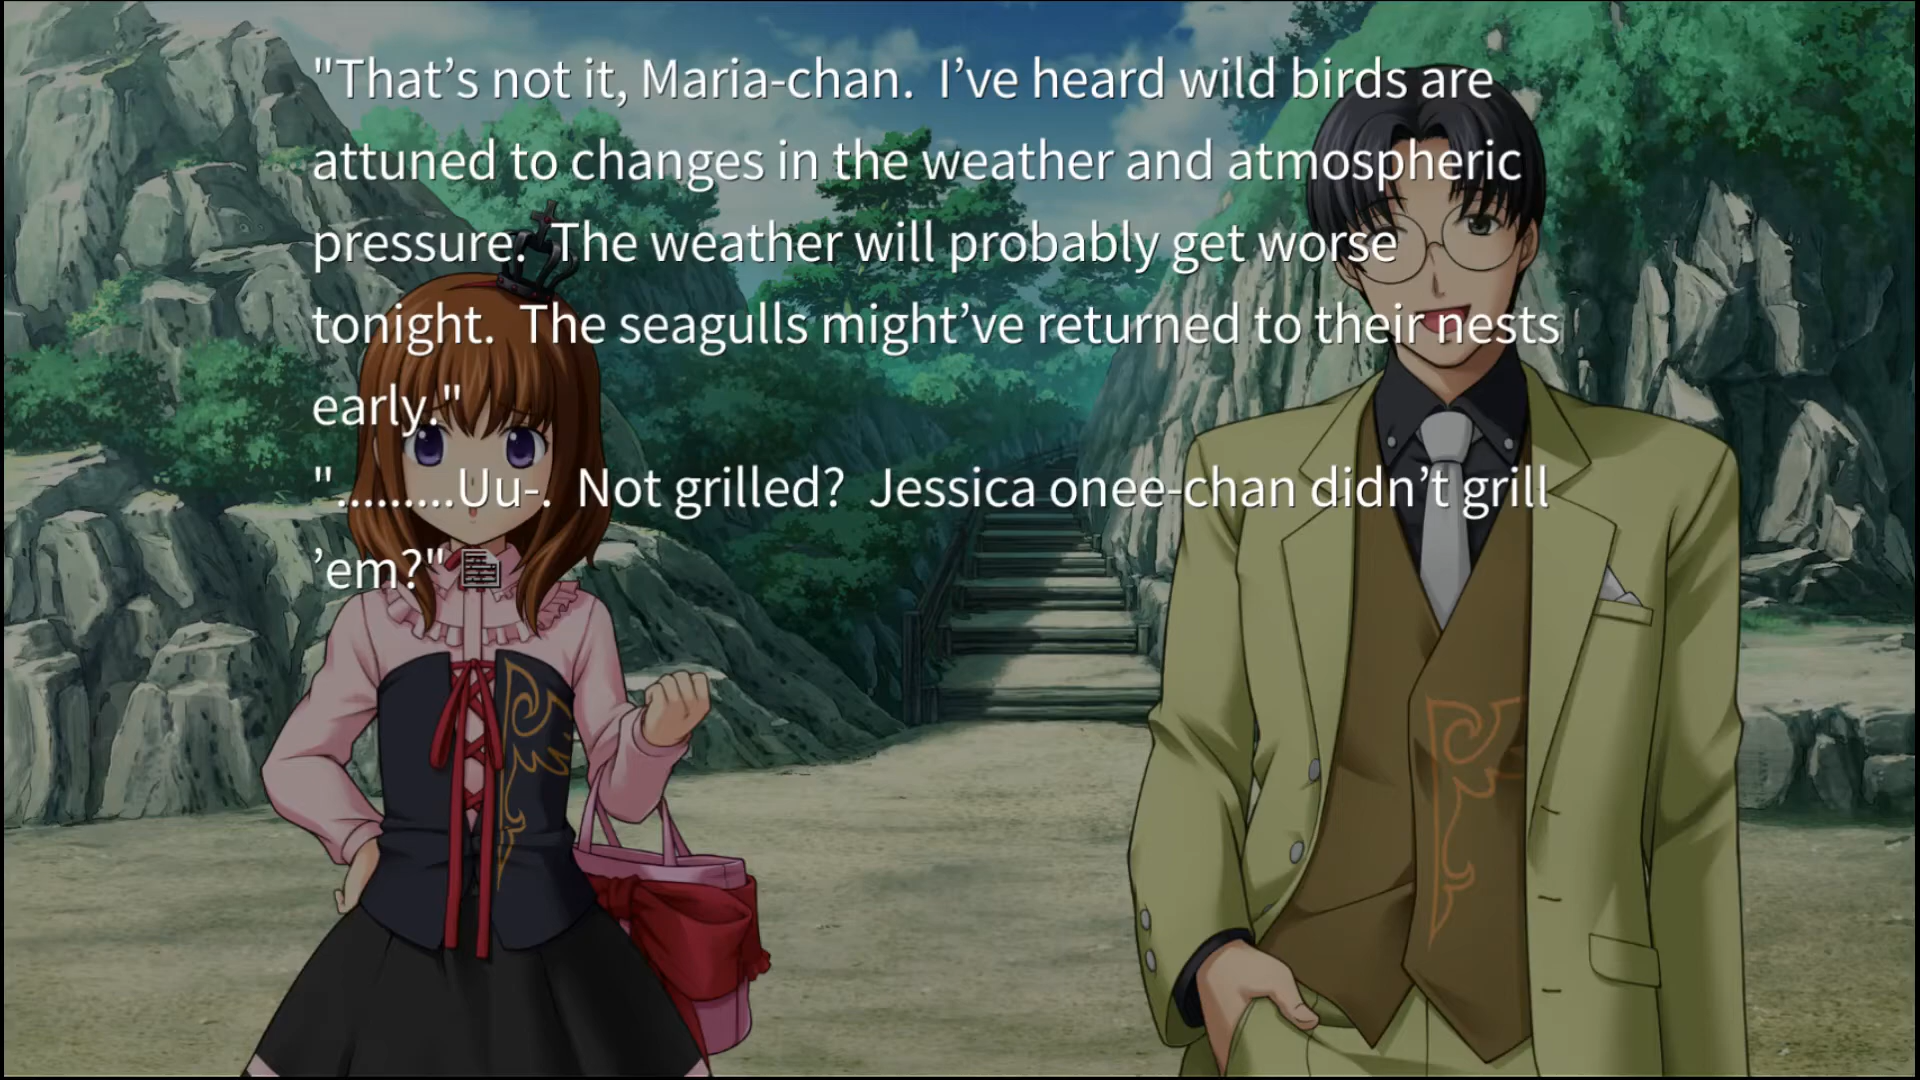 "That’s not it, Maria-chan.  I’ve heard wild birds are
attuned to changes in the weather and atmospheric
pressure.  The weather will probably get worse
tonight.  The seagulls might’ve returned to their nests
early."
".........Uu-.  Not grilled?  Jessica onee-chan didn’t grill
’em?"